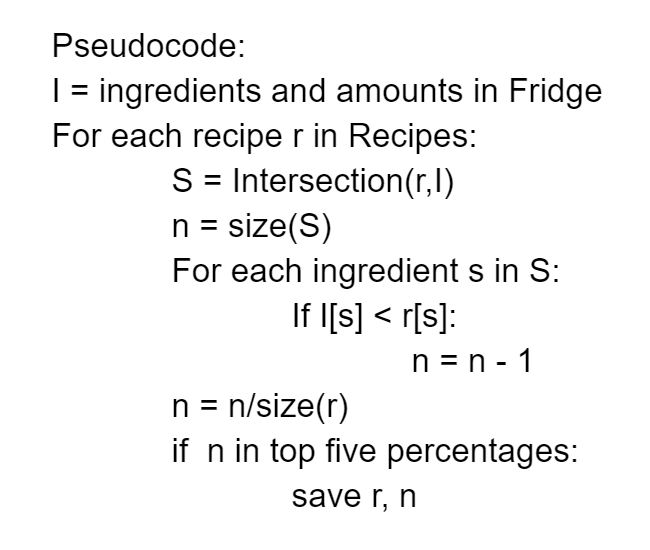 Pseudocode:
I = ingredients and amounts in Fridge
For each recipe r in Recipes:
S = Intersection(r,I)
n = size(S)
For each ingredient s in S:
If I[s] < r[s]:
n = n - 1
n = n/size(r)
if  n in top five percentages:
save r, n